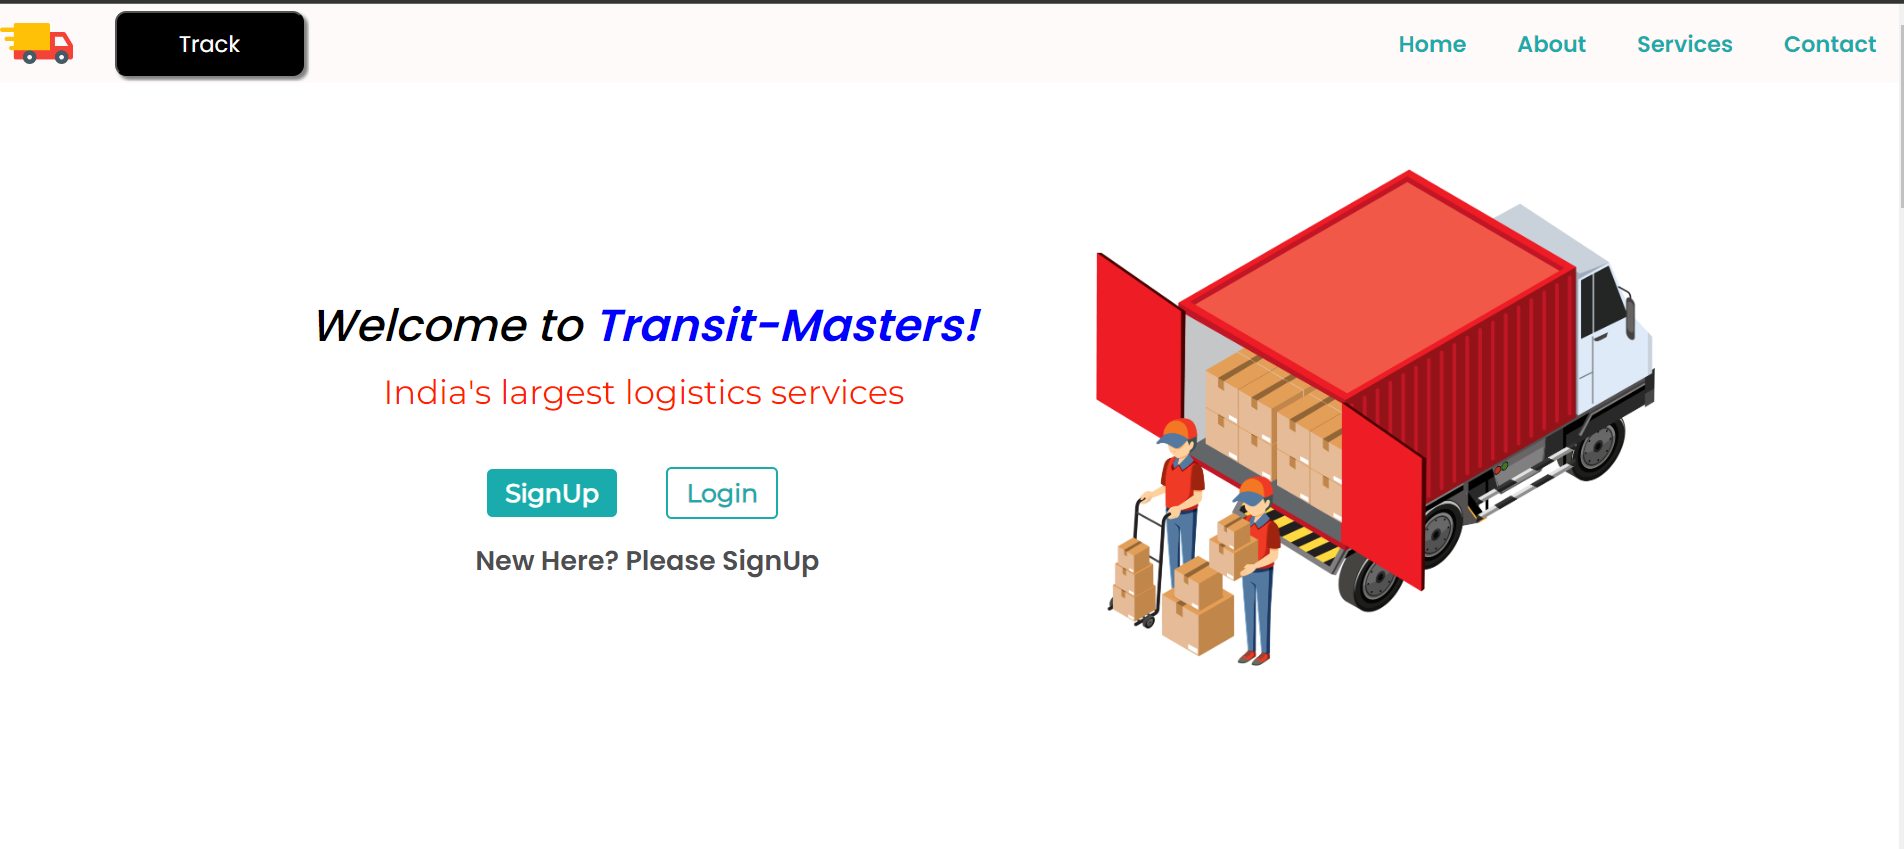 Track
Home About Services Contact
Welcome to Transit-Masters!
India's largest logistics services
SignUp Login
New Here? Please SignUp